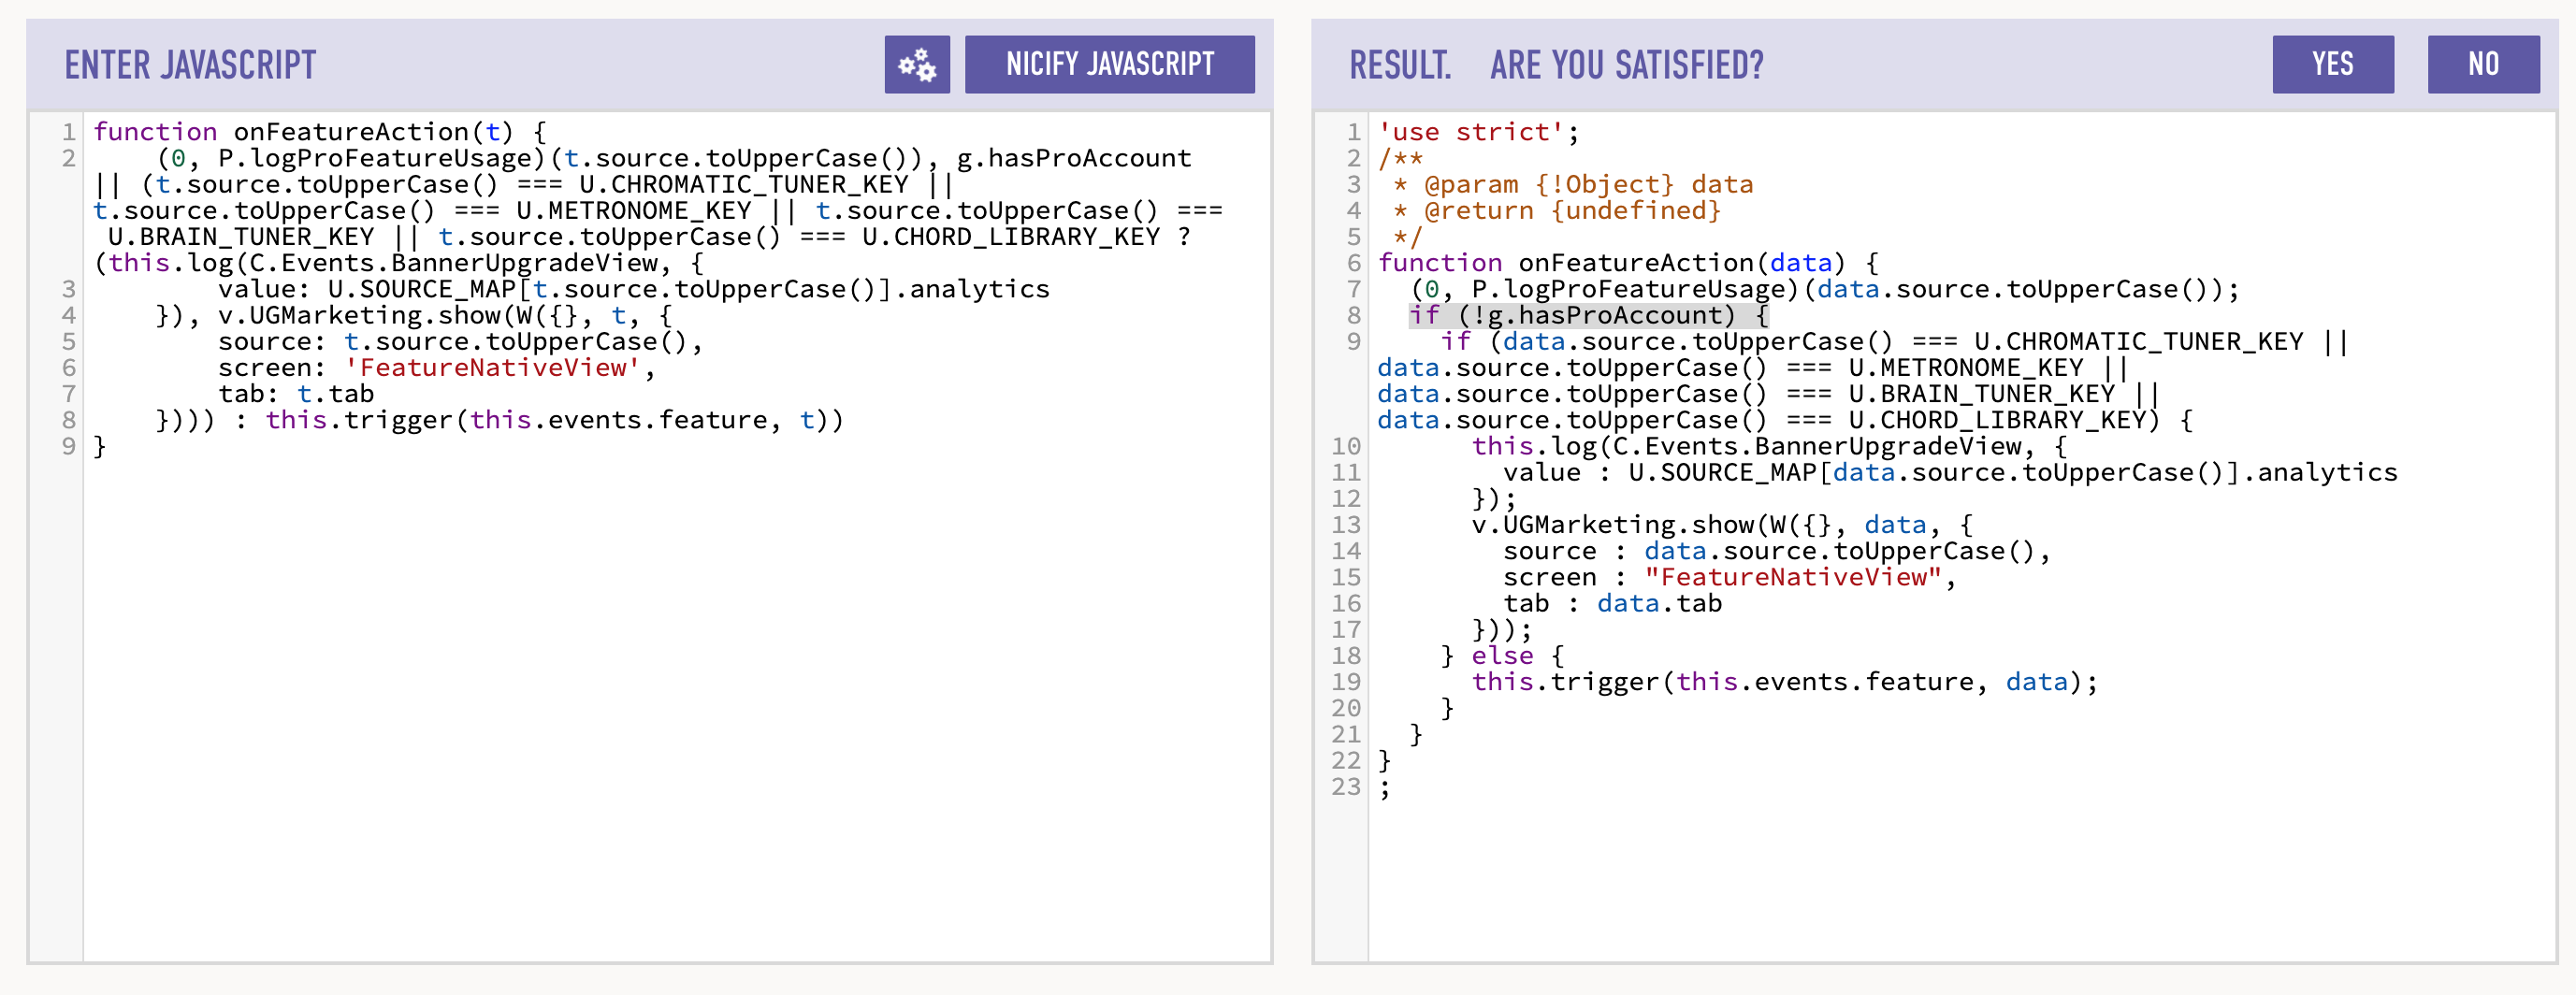 ENTER JAVASCRIPT
NICIFY JAVASCRIPT
1 function onFeatureAction(t) {
2     (0, P.logProFeatureUsage)(t.source.toUpperCase()), g.hasProAccount
|| (t.source.toUpperCase() === U.CHROMATIC_TUNER_KEY ||
t.source.toUpperCase() === U.METRONOME_KEY || t.source.toUpperCase() ===
U.BRAIN_TUNER_KEY || t.source.toUpperCase() === U.CHORD_LIBRARY_KEY ?
(this.log(C.Events.BannerUpgradeView, {
3         value: U.SOURCE_MAP[t.source.toUpperCase()].analytics
4     }), v.UGMarketing.show(W({}, t, {
5         source: t.source.toUpperCase(),
6         screen: 'FeatureNativeView',
7         tab: t.tab
8     }))) : this.trigger(this.events.feature, t))
9 }
RESULT. ARE YOU SATISFIED?
YES
NO
1 'use strict';
2 /**
3  * @param {!Object} data
4  * @return {undefined}
5  */
6 function onFeatureAction(data) {
7   (0, P.logProFeatureUsage)(data.source.toUpperCase());
8   if (!g.hasProAccount) {
9     if (data.source.toUpperCase() === U.CHROMATIC_TUNER_KEY ||
data.source.toUpperCase() === U.METRONOME_KEY ||
data.source.toUpperCase() === U.BRAIN_TUNER_KEY ||
data.source.toUpperCase() === U.CHORD_LIBRARY_KEY) {
10       this.log(C.Events.BannerUpgradeView, {
11         value : U.SOURCE_MAP[data.source.toUpperCase()].analytics
12       });
13       v.UGMarketing.show(W({}, data, {
14         source : data.source.toUpperCase(),
15         screen : "FeatureNativeView",
16         tab : data.tab
17       }));
18     } else {
19       this.trigger(this.events.feature, data);
20     }
21   }
22 }
23 ;